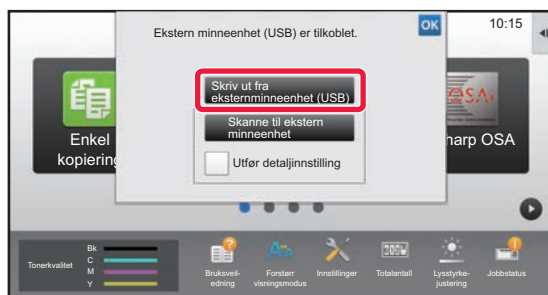 Ekstern minneenhet (USB) er tilkoblet.
OK
10:15
Skriv ut fra
eksternminneenhet (USB)
Skanne til ekstern
minneenhet
Utfør detaljinnstilling
Enkel
kopiering
harp OSA
Tonerkvalitet
Bk
C
M
Y
Bruksveil-
edning
Forstørr
visningsmodus
Innstillinger
Totalantall
Lysstyrke-
justering
Jobbstatus